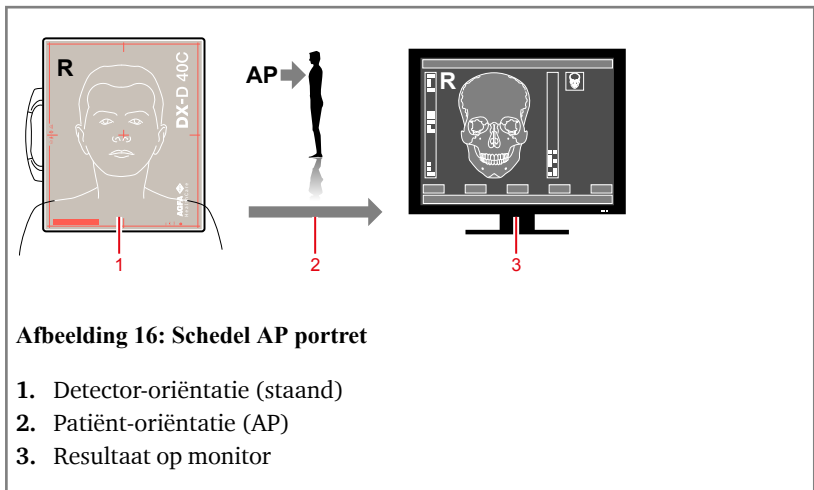 R
DX-D 40C
AGFA
AP
R
1
2
3
Afbeelding 16: Schedel AP portret
1. Detector-oriëntatie (staand)
2. Patiënt-oriëntatie (AP)
3. Resultaat op monitor